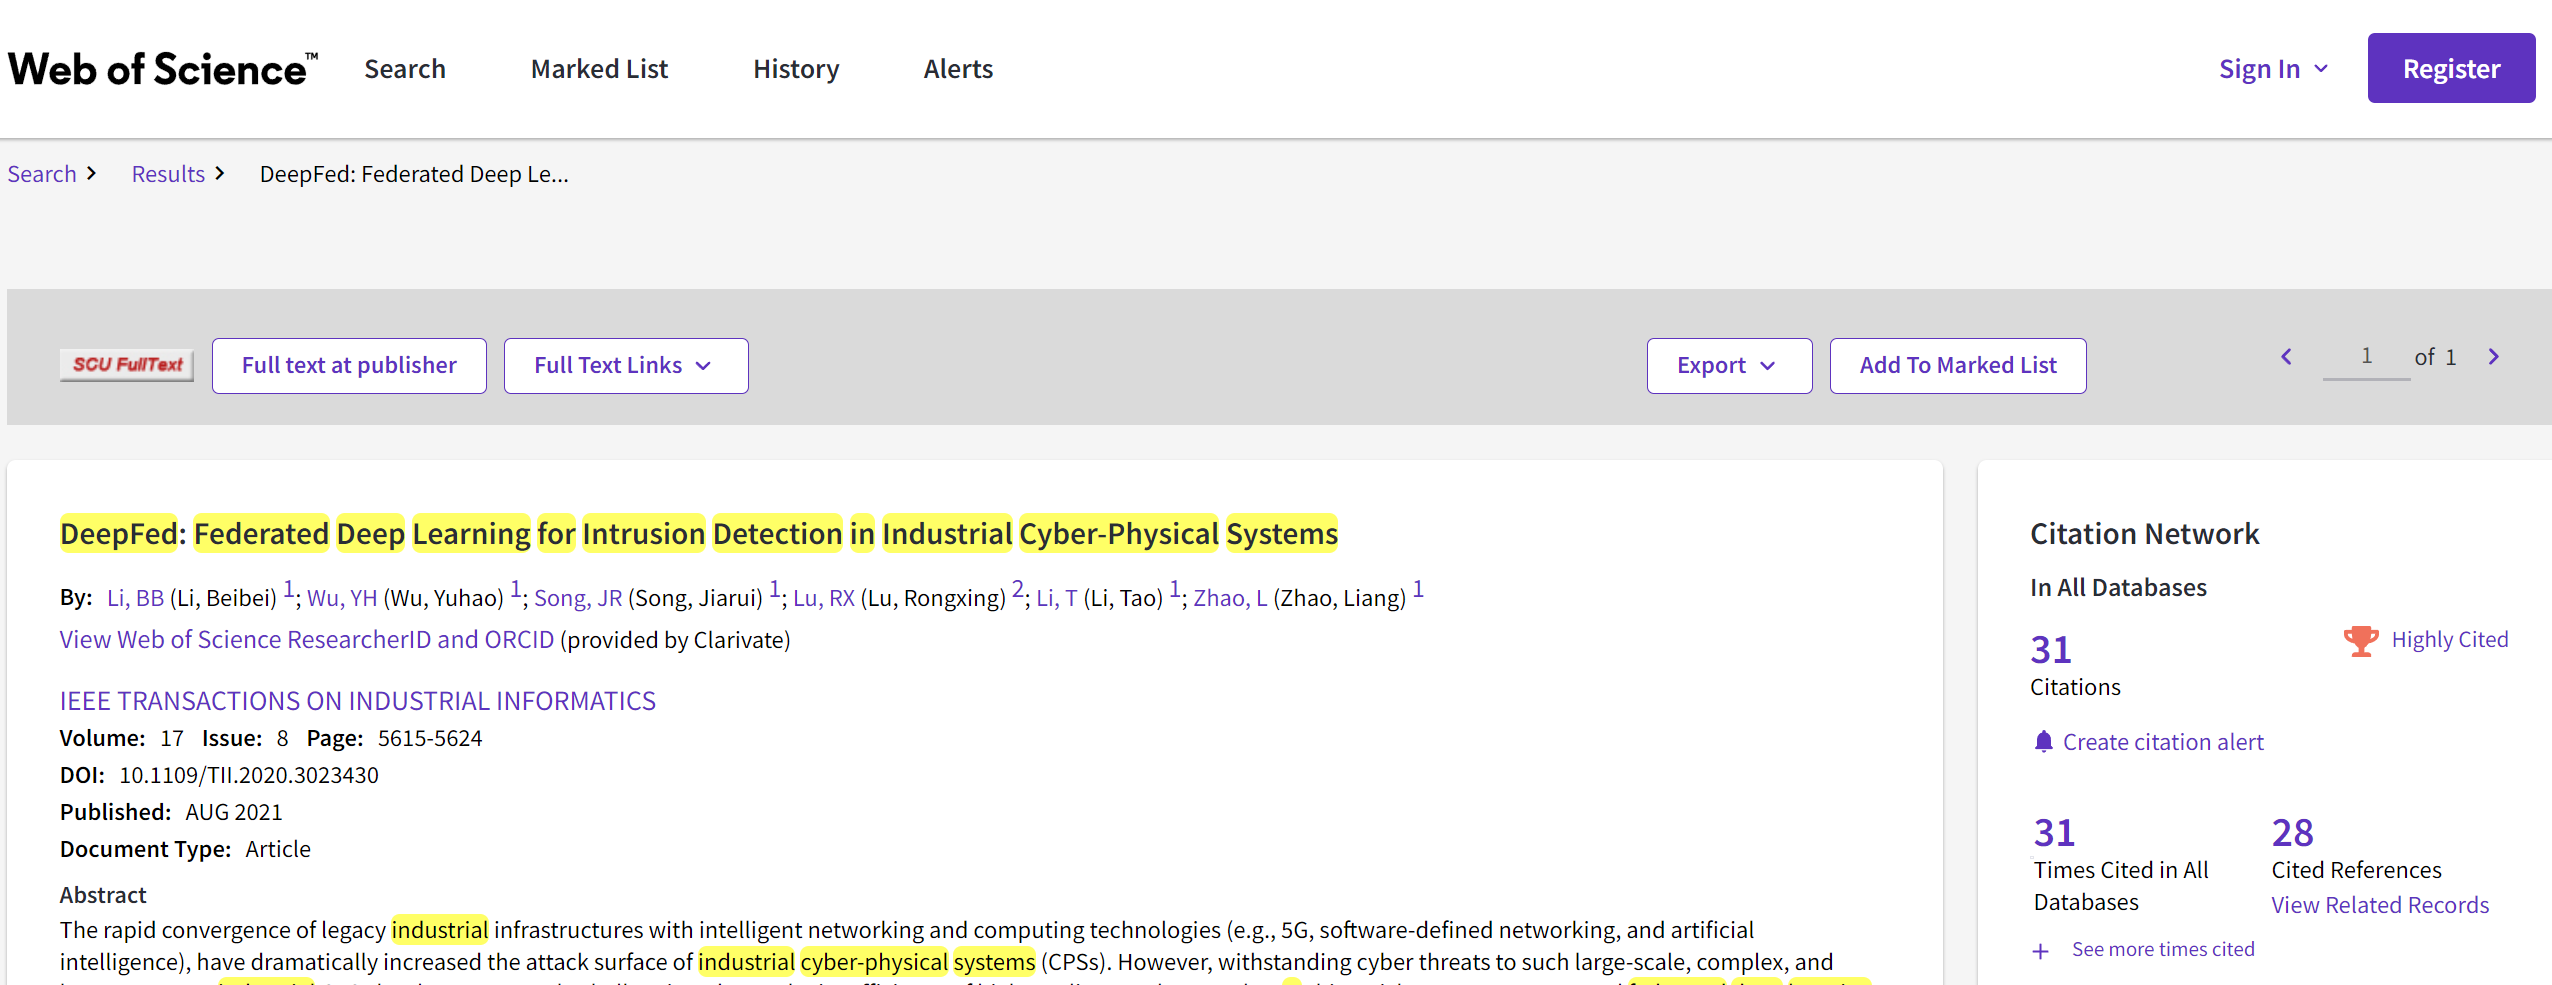 Web of Science™ Search Marked List History Alerts Sign In Register
Search Results DeepFed: Federated Deep Le...
SCU FullText Full text at publisher Full Text Links Export Add To Marked List 1 of 1
DeepFed: Federated Deep Learning for Intrusion Detection in Industrial Cyber-Physical Systems
By: Li, BB (Li, Beibei) 1; Wu, YH (Wu, Yuhao) 1; Song, JR (Song, Jiarui) 1; Lu, RX (Lu, Rongxing) 2; Li, T (Li, Tao) 1; Zhao, L (Zhao, Liang) 1
View Web of Science ResearcherID and ORCID (provided by Clarivate)
IEEE TRANSACTIONS ON INDUSTRIAL INFORMATICS
Volume: 17 Issue: 8 Page: 5615-5624
DOI: 10.1109/TII.2020.3023430
Published: AUG 2021
Document Type: Article
Abstract
The rapid convergence of legacy industrial infrastructures with intelligent networking and computing technologies (e.g., 5G, software-defined networking, and artificial
intelligence), have dramatically increased the attack surface of industrial cyber-physical systems (CPSs). However, withstanding cyber threats to such large-scale, complex, and
Citation Network
In All Databases
31
Highly Cited
Citations
Create citation alert
31
Times Cited in All
Databases
28
Cited References
View Related Records
+ See more times cited